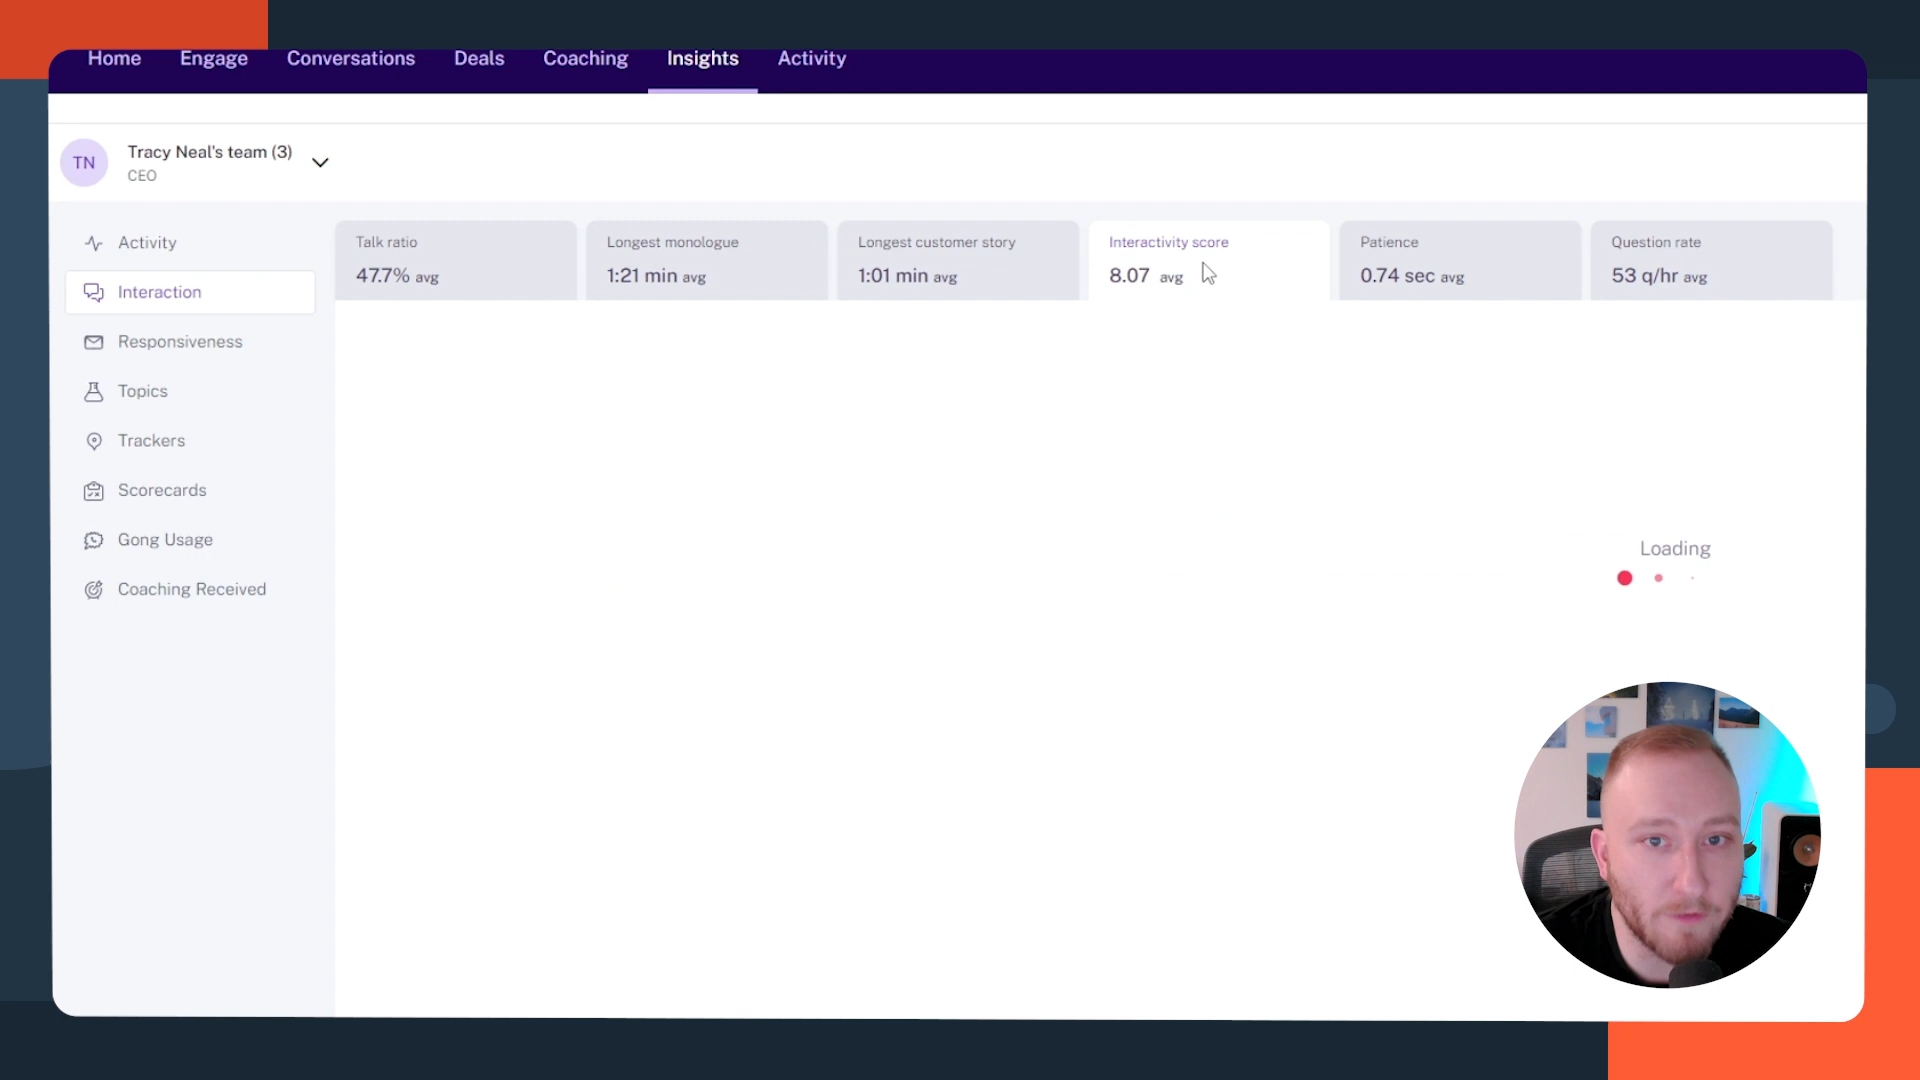 Home Engage Conversations Deals Coaching Insights Activity
TN
Tracy Neal's team (3)
CEO
Activity
Interaction
Responsiveness
Topics
Trackers
Scorecards
Gong Usage
Coaching Received
Talk ratio
47.7% avg
Longest monologue
1:21 min avg
Longest customer story
1:01 min avg
Interactivity score
8.07 avg
Patience
0.74 sec avg
Question rate
53 q/hr avg
Loading